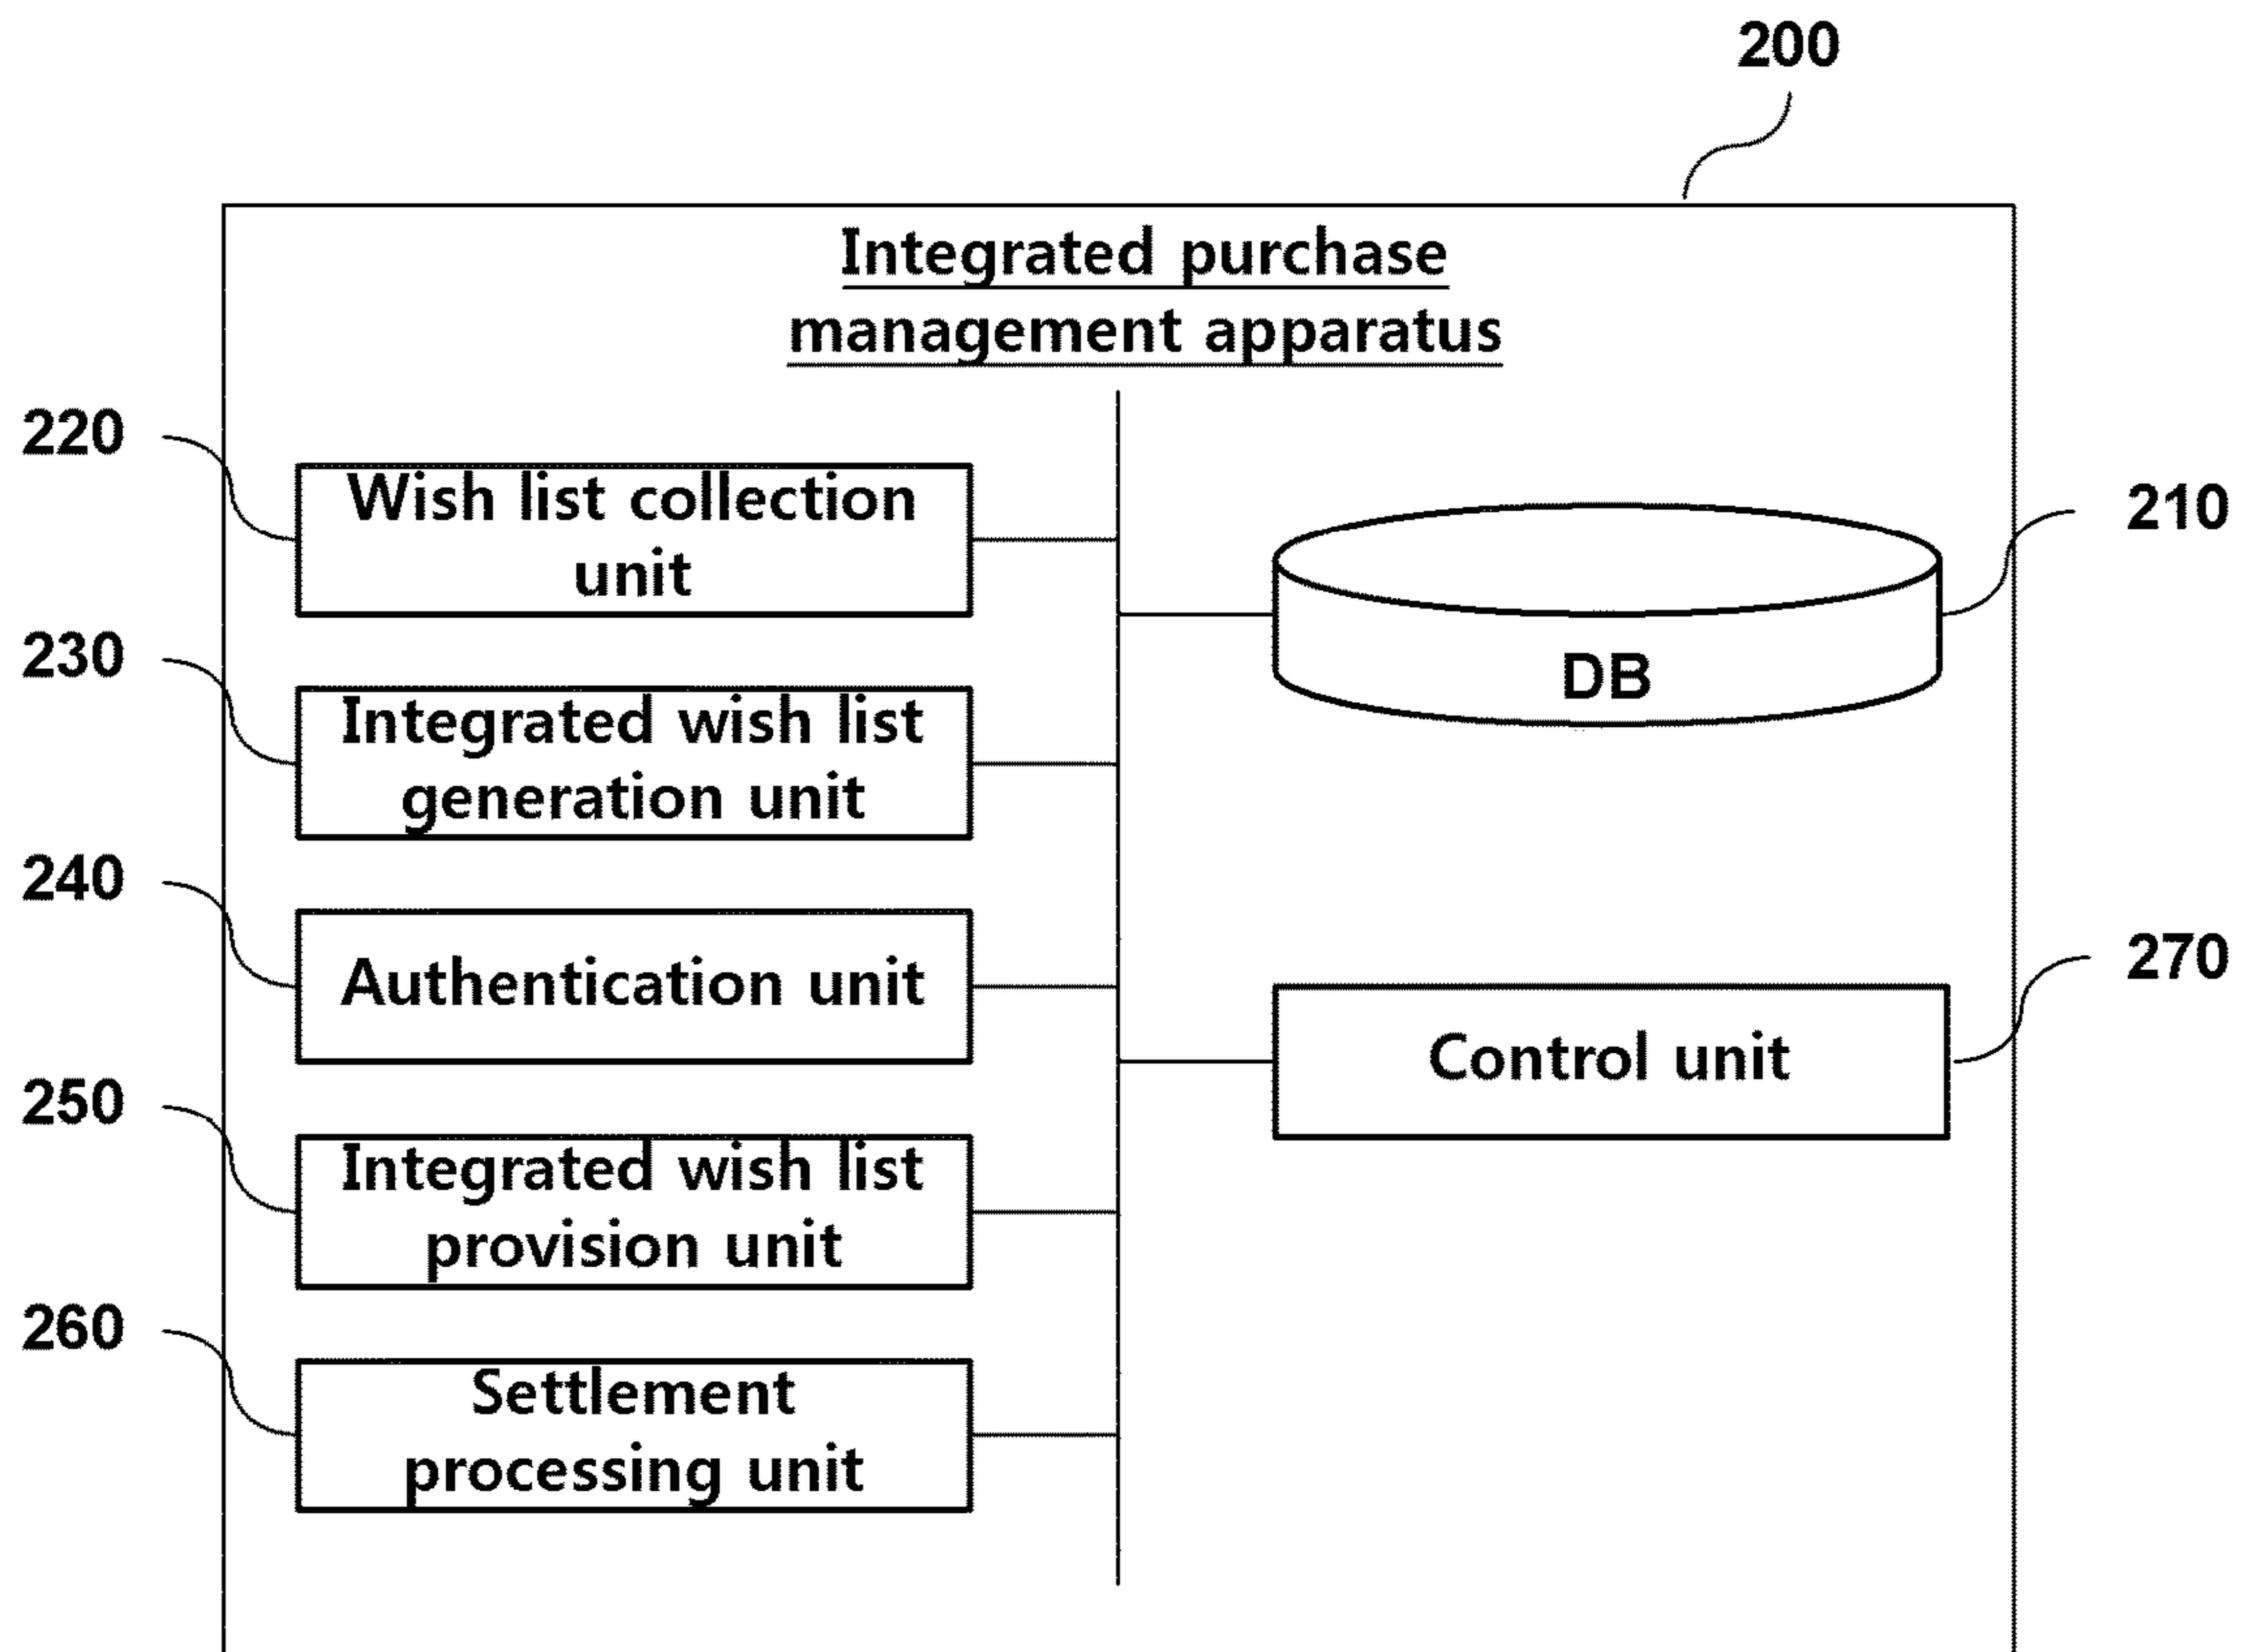 200
Integrated purchase
management apparatus
220
Wish list collection
unit
210
DB
230
Integrated wish list
generation unit
240
Authentication unit
270
Control unit
250
Integrated wish list
provision unit
260
Settlement
processing unit